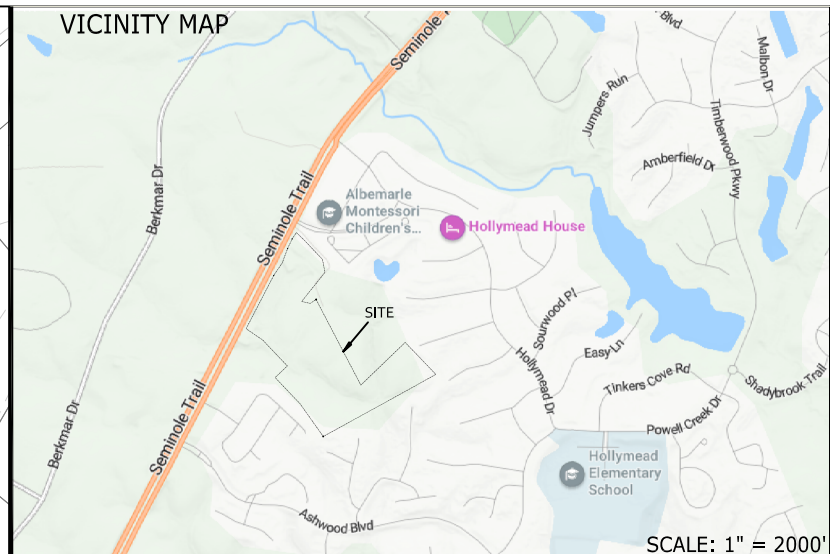 VICINITY MAP
Seminole T
Blvd
Malbon Dr
Jumpers Run
Timberwood Pkwy
Amberfield Dr
Berkmar Dr
Seminole Trail
Albemarle
Montessori
Children's...
Hollymead House
SITE
Sourwood Pl
Easy Ln
Hollymead Dr
Tinkers Cove Rd
Shadybrook Trail
Seminole Trail
Berkmar Dr
Powell Creek Dr
Hollymead
Elementary
School
Ashwood Blvd
SCALE: 1" = 2000'